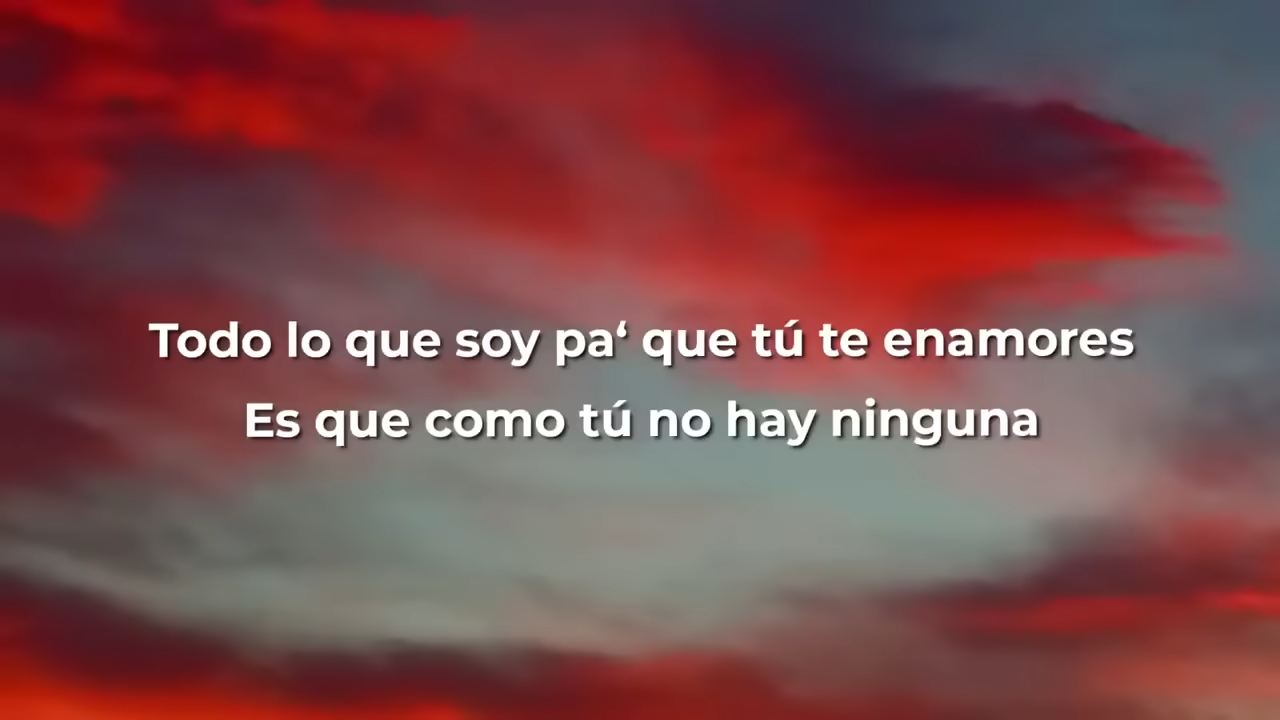 Todo lo que soy pa‘ que tú te enamores
Es que como tú no hay ninguna